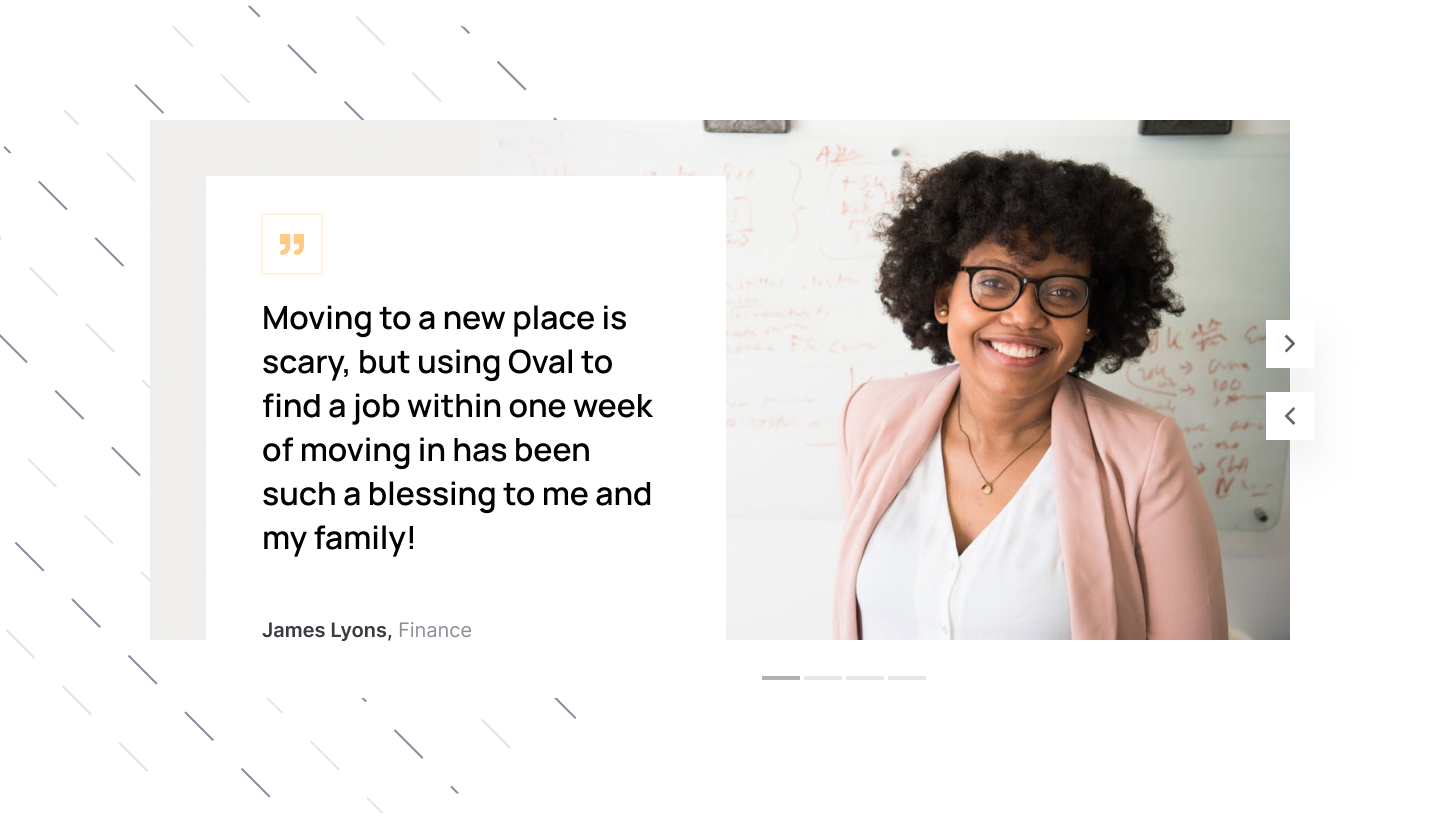 Moving to a new place is
scary, but using Oval to
find a job within one week
of moving in has been
such a blessing to me and
my family!
James Lyons, Finance